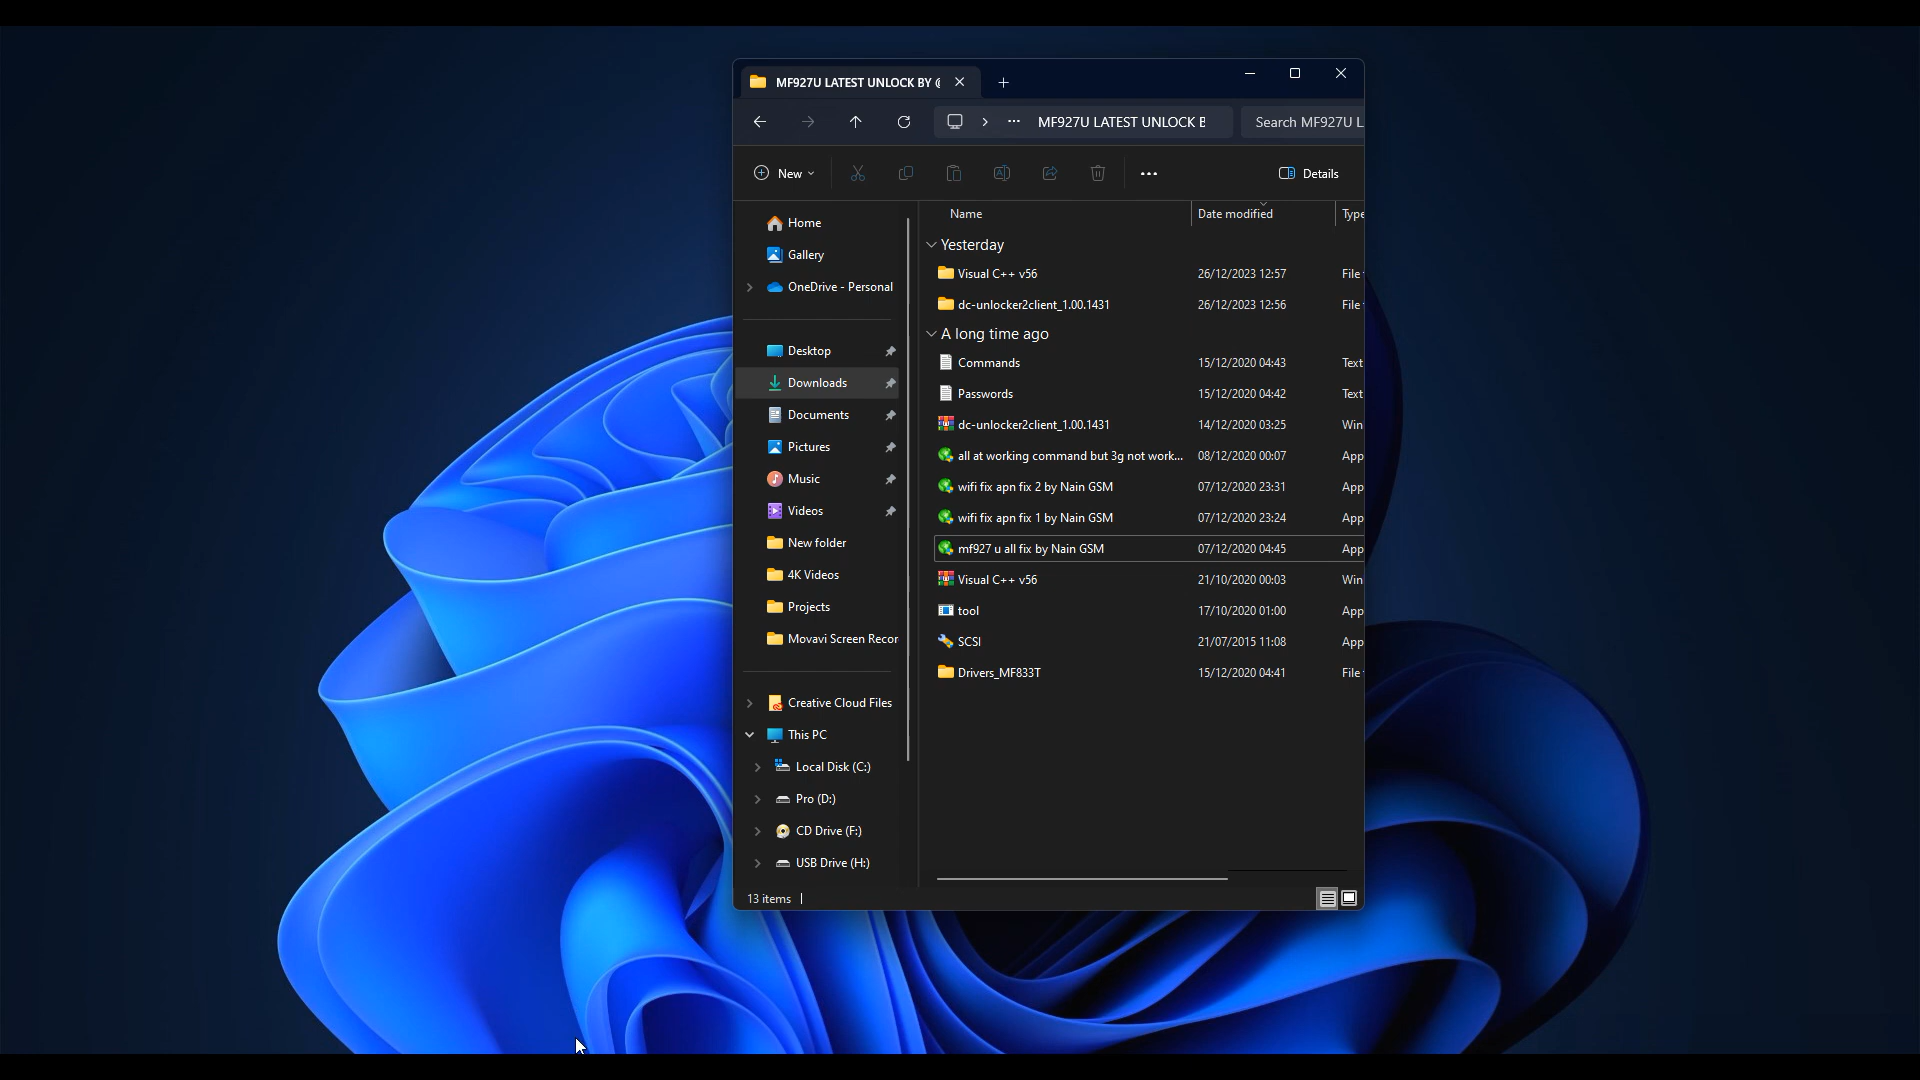 MF927U LATEST UNLOCK BY
MF927U LATEST UNLOCK B
Search MF927U L
New
Details
Home
Gallery
OneDrive - Personal
Desktop
Downloads
Documents
Pictures
Music
Videos
New folder
4K Videos
Projects
Movavi Screen Recor
Creative Cloud Files
This PC
Local Disk (C:)
Pro (D:)
CD Drive (F:)
USB Drive (H:)
Name Date modified Type
Yesterday
Visual C++ v56 26/12/2023 12:57 File
dc-unlocker2client_1.00.1431 26/12/2023 12:56 File
A long time ago
Commands 15/12/2020 04:43 Text
Passwords 15/12/2020 04:42 Text
dc-unlocker2client_1.00.1431 14/12/2020 03:25 Win
all at working command but 3g not work... 08/12/2020 00:07 App
wifi fix apn fix 2 by Nain GSM 07/12/2020 23:31 App
wifi fix apn fix 1 by Nain GSM 07/12/2020 23:24 App
mf927 u all fix by Nain GSM 07/12/2020 04:45 App
Visual C++ v56 21/10/2020 00:03 Win
tool 17/10/2020 01:00 App
SCSI 21/07/2015 11:08 App
Drivers_MF833T 15/12/2020 04:41 File
13 items